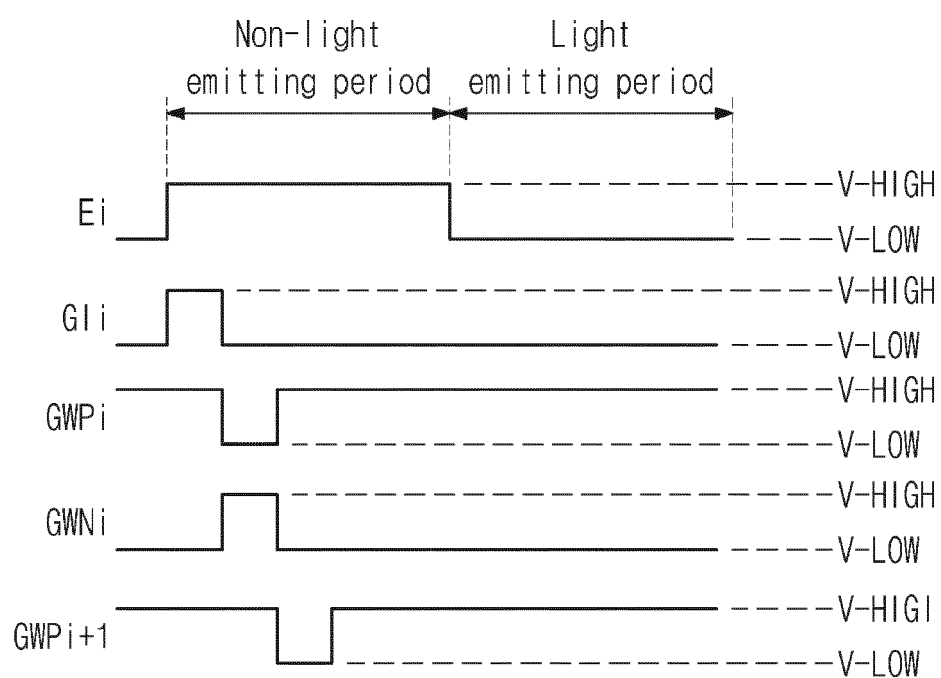 Non-light
emitting period
Light
emitting period
Ei
V-HIGH
V-LOW
GIi
V-HIGH
V-LOW
GWPi
V-HIGH
V-LOW
GWNi
V-HIGH
V-LOW
GWPi+1
V-HIGI
V-LOW